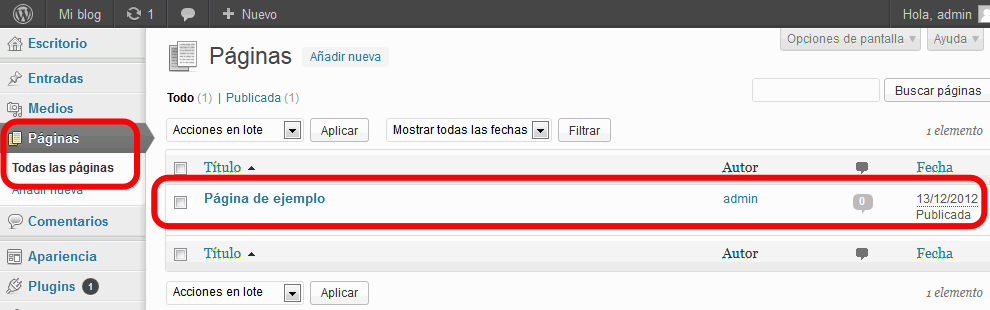 Mi blog 1 + Nuevo Hola, admin
Escritorio
Entradas
Medios
Páginas
Todas las páginas
Añadir nueva
Comentarios
Apariencia
Plugins 1
Opciones de pantalla Ayuda
Páginas Añadir nueva
Todo (1) | Publicada (1)
Buscar páginas
Acciones en lote Aplicar Mostrar todas las fechas Filtrar 1 elemento
Título Autor Fecha
Página de ejemplo admin 0 13/12/2012
Publicada
Título Autor Fecha
Acciones en lote Aplicar 1 elemento